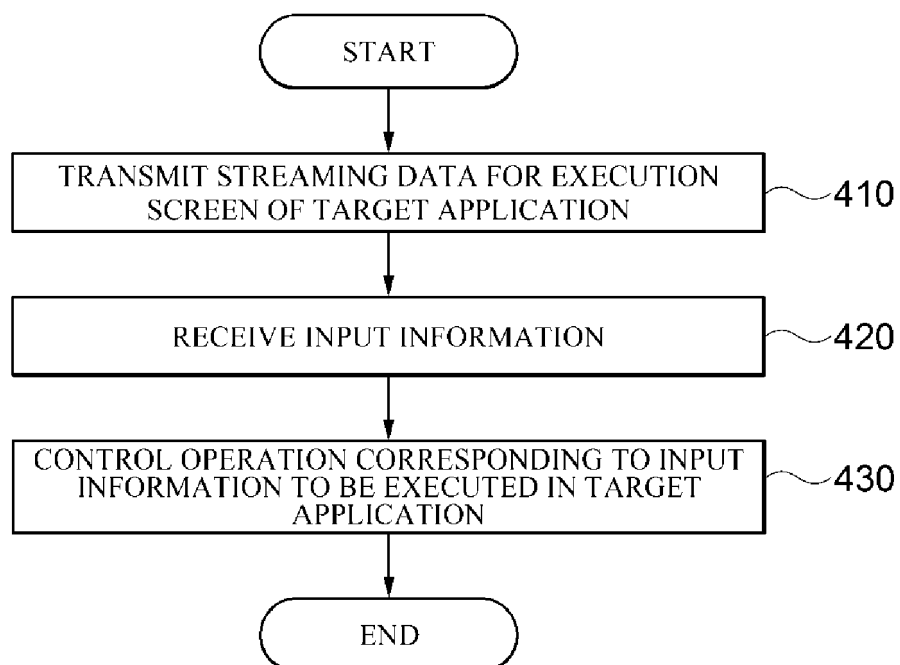 START
TRANSMIT STREAMING DATA FOR EXECUTION
SCREEN OF TARGET APPLICATION
410
RECEIVE INPUT INFORMATION
420
CONTROL OPERATION CORRESPONDING TO INPUT
INFORMATION TO BE EXECUTED IN TARGET
APPLICATION
430
END